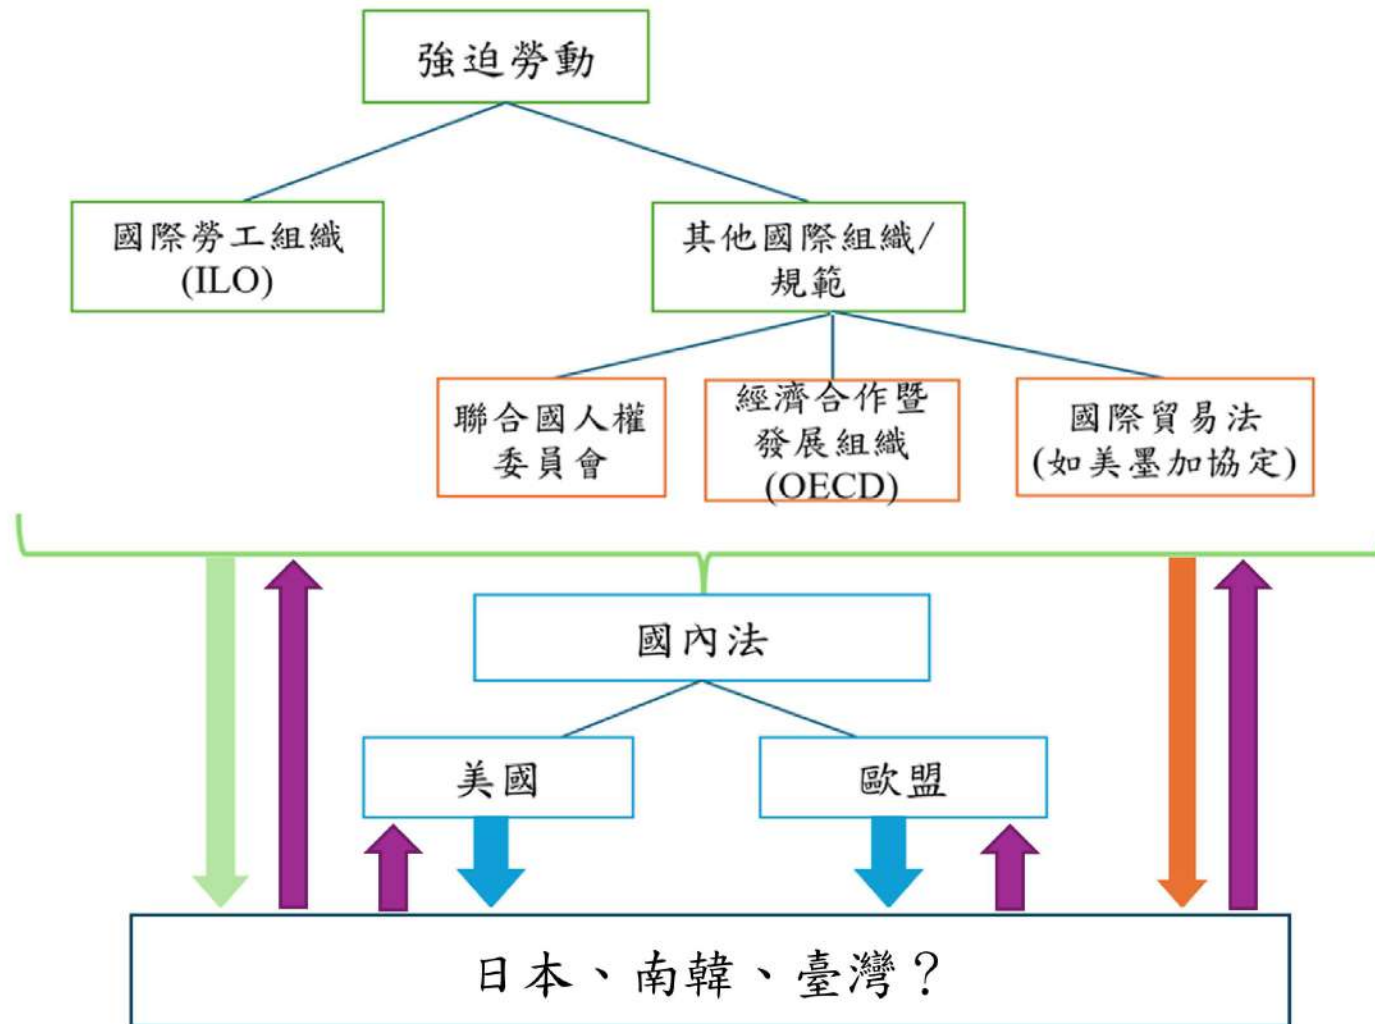 強迫勞動
國際勞工組織
(ILO)
其他國際組織/
規範
聯合國人權
委員會
經濟合作暨
發展組織
(OECD)
國際貿易法
(如美墨加協定)
國內法
美國
歐盟
日本、南韓、臺灣？